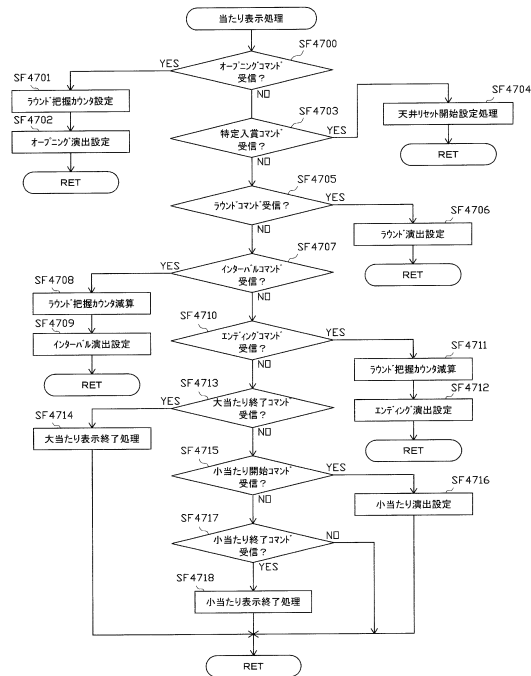 当たり表示処理
SF4700
オープニングコマンド
受信？
YES
NO
SF4701
ラウンド把握カウンタ設定
SF4702
オープニング演出設定
RET
SF4703
特定入賞コマンド
受信？
YES
NO
SF4704
天井リセット開始設定処理
RET
SF4705
ラウンドコマンド受信？
YES
NO
SF4706
ラウンド演出設定
RET
SF4707
インターバルコマンド
受信？
YES
NO
SF4708
ラウンド把握カウンタ減算
SF4709
インターバル演出設定
RET
SF4710
エンディングコマンド
受信？
YES
NO
SF4711
ラウンド把握カウンタ減算
SF4712
エンディング演出設定
RET
SF4713
大当たり終了コマンド
受信？
YES
NO
SF4714
大当たり表示終了処理
SF4715
小当たり開始コマンド
受信？
YES
NO
SF4716
小当たり演出設定
SF4717
小当たり終了コマンド
受信？
NO
YES
SF4718
小当たり表示終了処理
RET